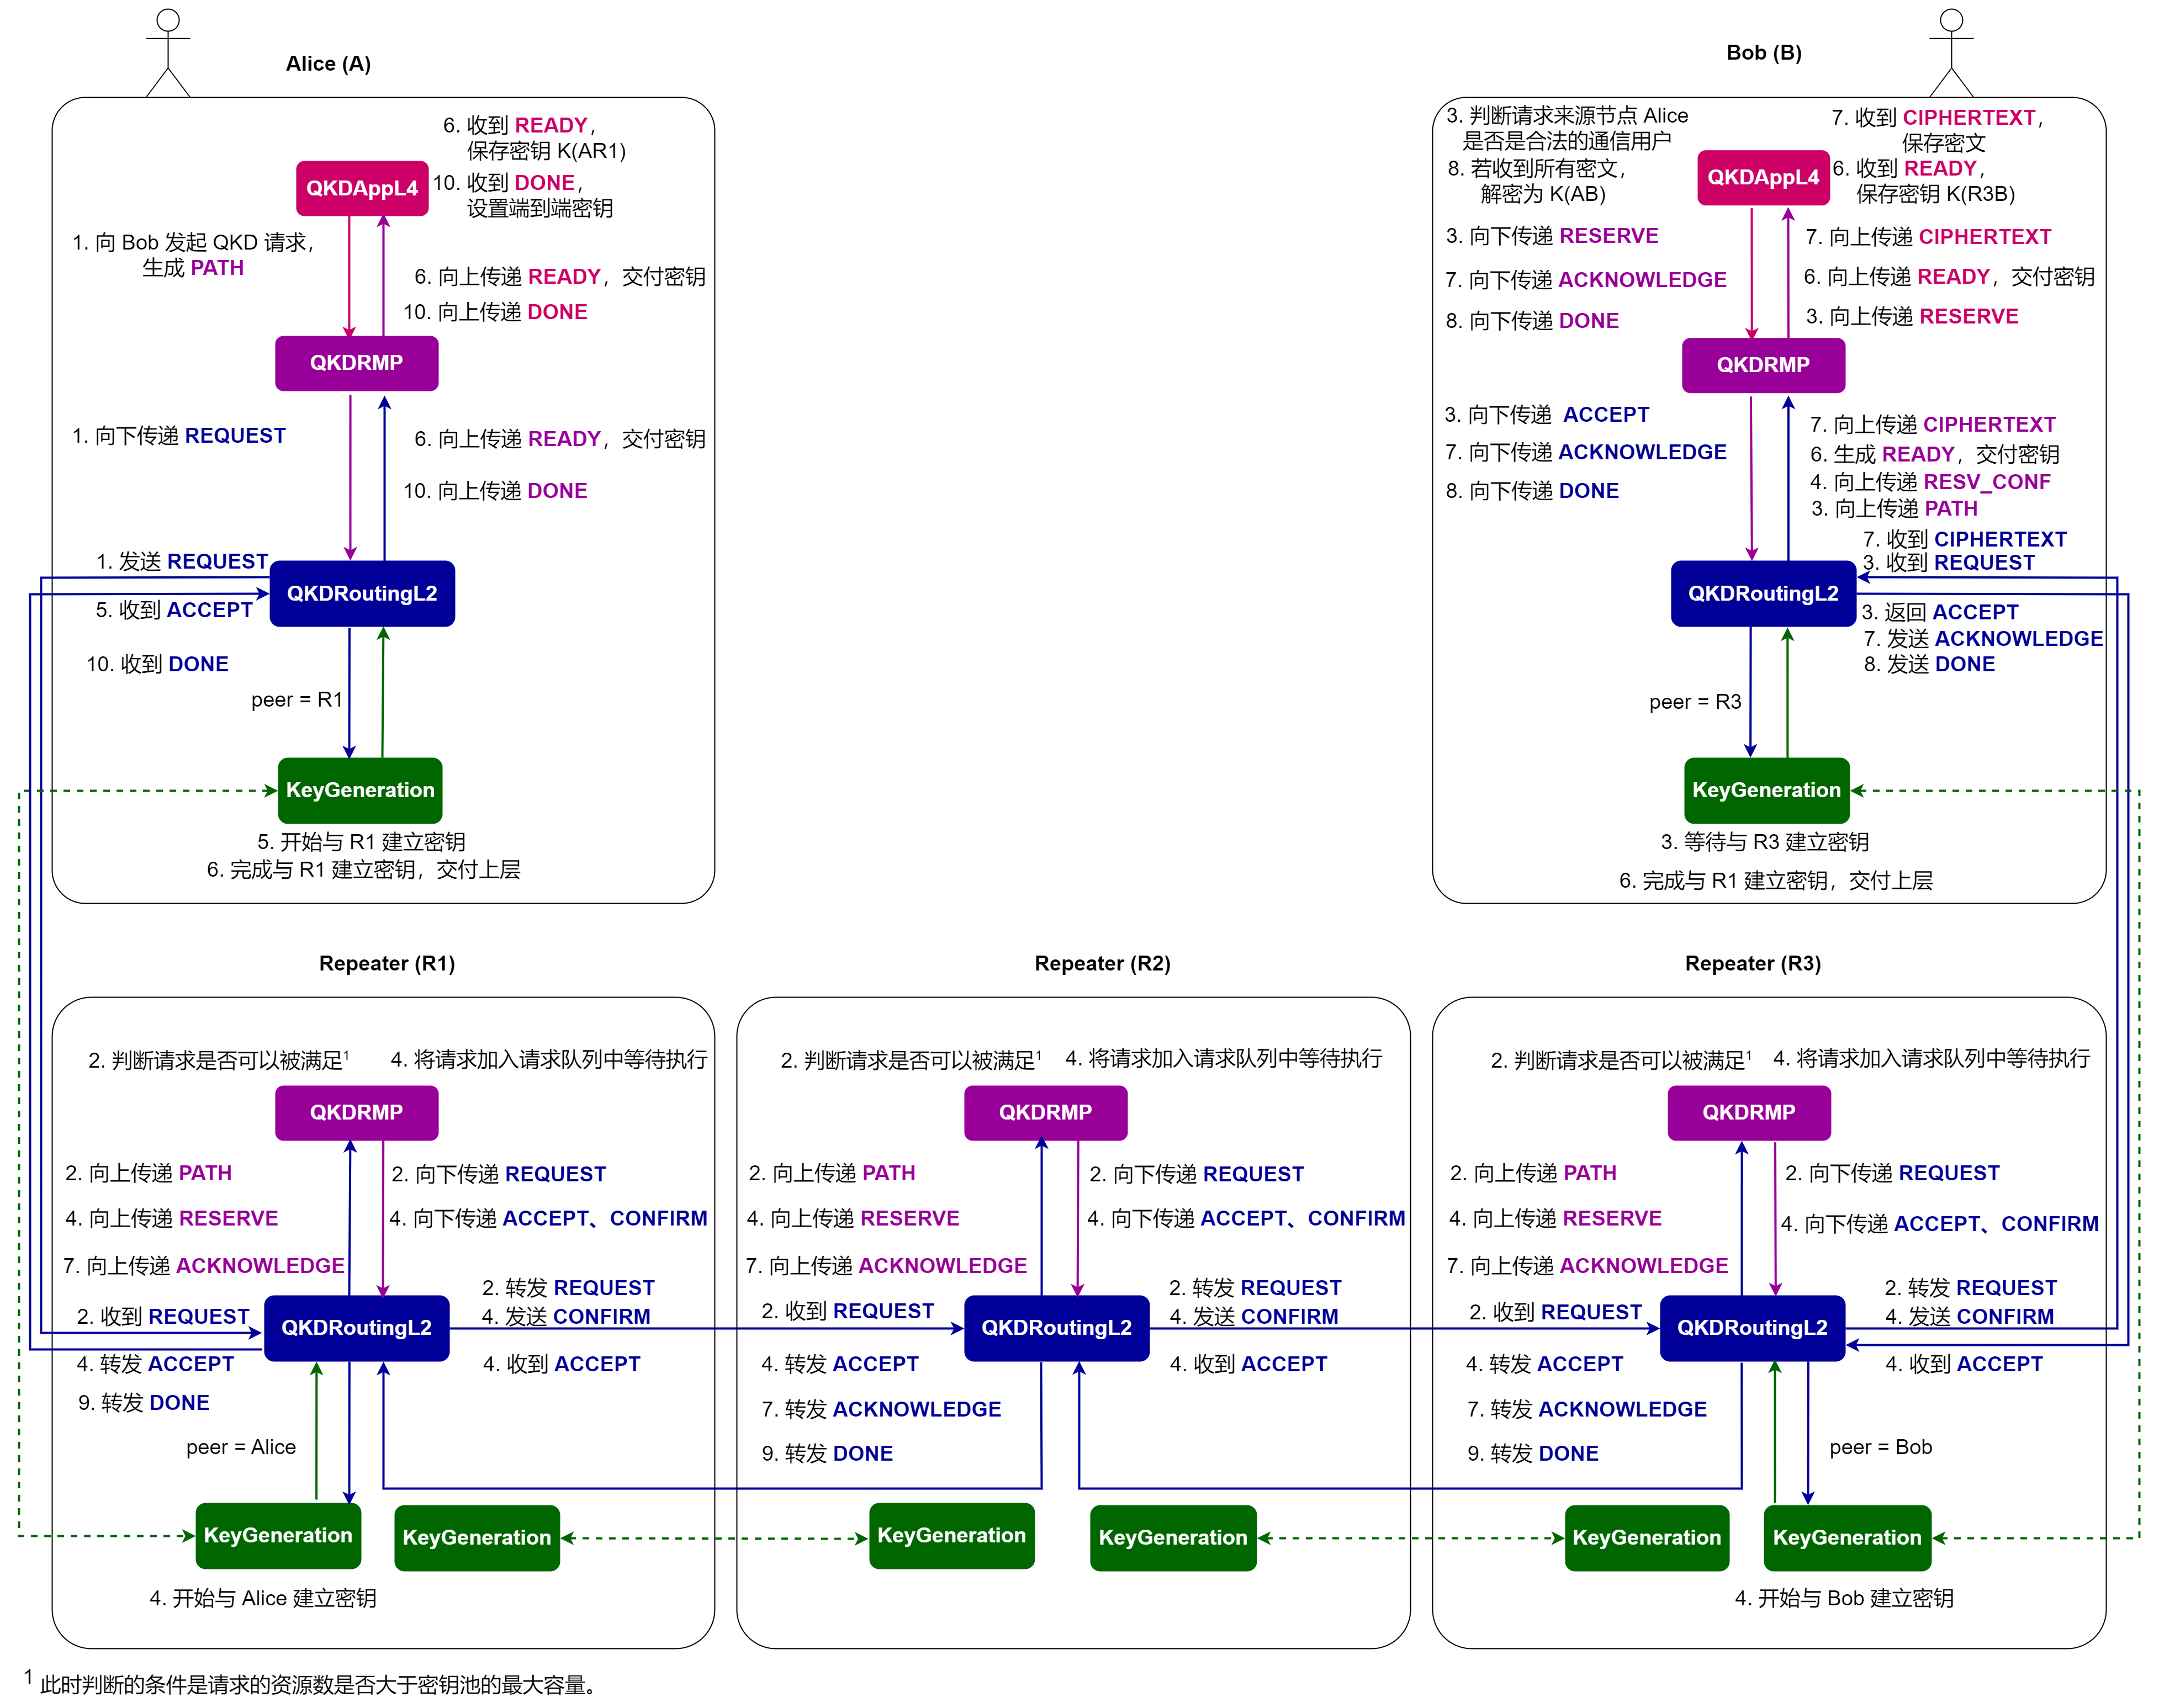 Alice (A)
6. 收到 READY，
保存密钥 K(AR1)
QKDAppL4
10. 收到 DONE，
设置端到端密钥
1. 向 Bob 发起 QKD 请求，
生成 PATH
6. 向上传递 READY，交付密钥
10. 向上传递 DONE
QKDRMP
1. 向下传递 REQUEST
6. 向上传递 READY，交付密钥
10. 向上传递 DONE
1. 发送 REQUEST
QKDRoutingL2
5. 收到 ACCEPT
10. 收到 DONE
peer = R1
KeyGeneration
5. 开始与 R1 建立密钥
6. 完成与 R1 建立密钥，交付上层
Bob (B)
3. 判断请求来源节点 Alice
是否是合法的通信用户
8. 若收到所有密文，
解密为 K(AB)
7. 收到 CIPHERTEXT，
保存密文
QKDAppL4
6. 收到 READY，
保存密钥 K(R3B)
3. 向下传递 RESERVE
7. 向下传递 ACKNOWLEDGE
8. 向下传递 DONE
7. 向上传递 CIPHERTEXT
6. 向上传递 READY，交付密钥
3. 向上传递 RESERVE
QKDRMP
3. 向下传递 ACCEPT
7. 向下传递 ACKNOWLEDGE
8. 向下传递 DONE
7. 向上传递 CIPHERTEXT
6. 生成 READY，交付密钥
4. 向上传递 RESV_CONF
3. 向上传递 PATH
7. 收到 CIPHERTEXT
3. 收到 REQUEST
QKDRoutingL2
3. 返回 ACCEPT
7. 发送 ACKNOWLEDGE
8. 发送 DONE
peer = R3
KeyGeneration
3. 等待与 R3 建立密钥
6. 完成与 R1 建立密钥，交付上层
Repeater (R1)
2. 判断请求是否可以被满足1
4. 将请求加入请求队列中等待执行
QKDRMP
2. 向上传递 PATH
4. 向上传递 RESERVE
7. 向上传递 ACKNOWLEDGE
2. 向下传递 REQUEST
4. 向下传递 ACCEPT、CONFIRM
2. 转发 REQUEST
4. 发送 CONFIRM
2. 收到 REQUEST
QKDRoutingL2
4. 转发 ACCEPT
9. 转发 DONE
4. 收到 ACCEPT
peer = Alice
KeyGeneration
KeyGeneration
4. 开始与 Alice 建立密钥
Repeater (R2)
2. 判断请求是否可以被满足1
4. 将请求加入请求队列中等待执行
QKDRMP
2. 向上传递 PATH
4. 向上传递 RESERVE
7. 向上传递 ACKNOWLEDGE
2. 向下传递 REQUEST
4. 向下传递 ACCEPT、CONFIRM
2. 转发 REQUEST
4. 发送 CONFIRM
2. 收到 REQUEST
QKDRoutingL2
4. 转发 ACCEPT
7. 转发 ACKNOWLEDGE
9. 转发 DONE
4. 收到 ACCEPT
KeyGeneration
KeyGeneration
Repeater (R3)
2. 判断请求是否可以被满足1
4. 将请求加入请求队列中等待执行
QKDRMP
2. 向上传递 PATH
4. 向上传递 RESERVE
7. 向上传递 ACKNOWLEDGE
2. 向下传递 REQUEST
4. 向下传递 ACCEPT、CONFIRM
2. 转发 REQUEST
4. 发送 CONFIRM
2. 收到 REQUEST
QKDRoutingL2
4. 转发 ACCEPT
7. 转发 ACKNOWLEDGE
9. 转发 DONE
4. 收到 ACCEPT
peer = Bob
KeyGeneration
KeyGeneration
4. 开始与 Bob 建立密钥
1 此时判断的条件是请求的资源数是否大于密钥池的最大容量。